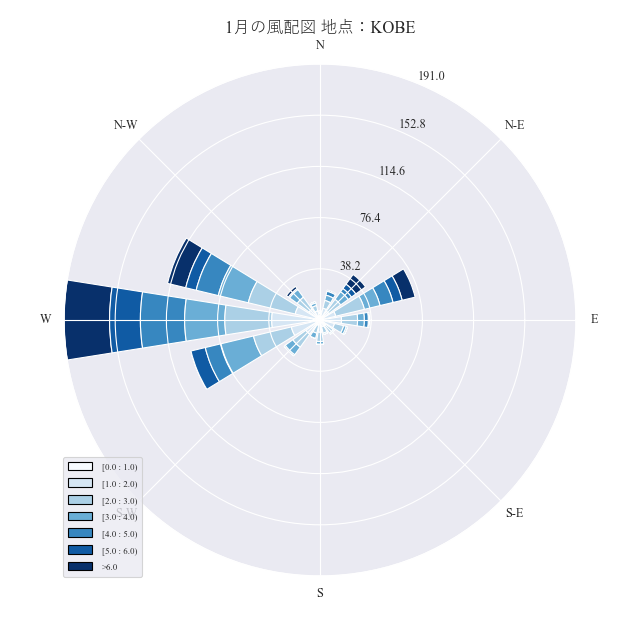 1月の風配図 地点：KOBE
N
191.0
N-W
N-E
152.8
114.6
76.4
38.2
W
E
[0.0 : 1.0)
[1.0 : 2.0)
[2.0 : 3.0)
S-W
S-E
[3.0 : 4.0)
[4.0 : 5.0)
[5.0 : 6.0)
>6.0
S